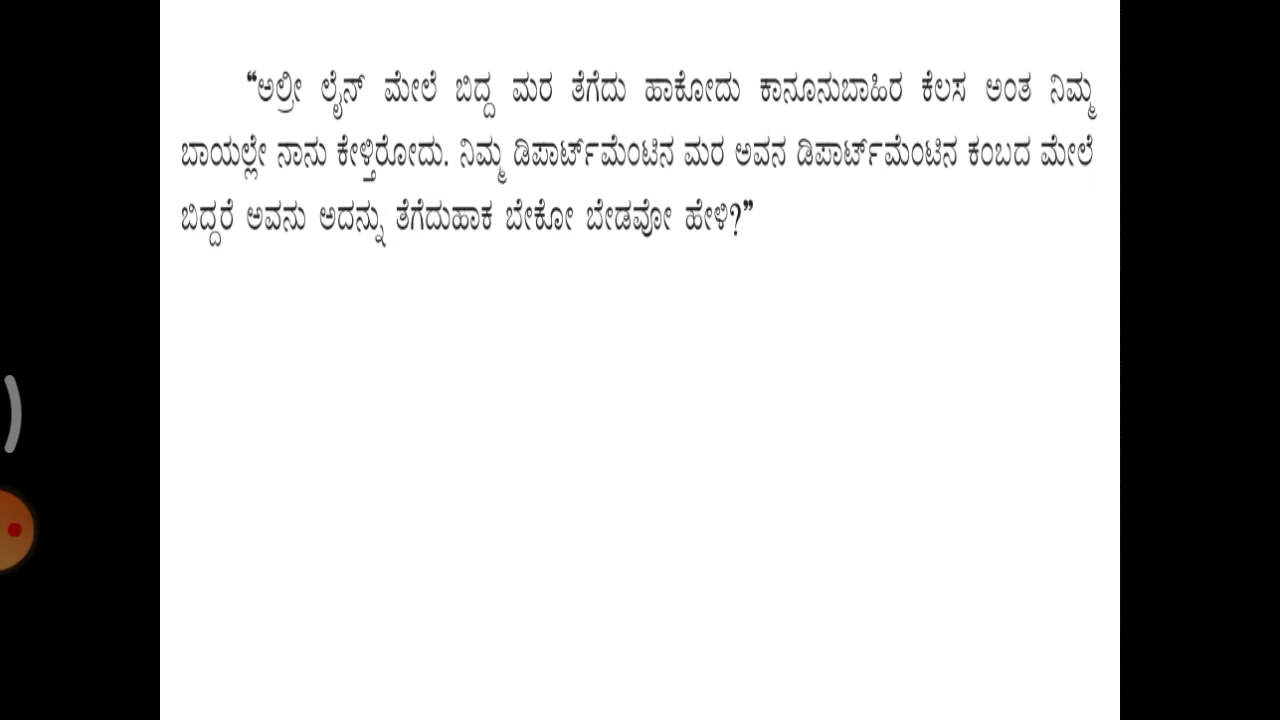 “ಅಲ್ರೀ ಲೈನ್ ಮೇಲೆ ಬಿದ್ದ ಮರ ತೆಗೆದು ಹಾಕೋದು ಕಾನೂನುಬಾಹಿರ ಕೆಲಸ ಅಂತ ನಿಮ್ಮ
ಬಾಯಲ್ಲೇ ನಾನು ಕೇಳ್ತಿರೋದು. ನಿಮ್ಮ ಡಿಪಾರ್ಟ್‌ಮೆಂಟಿನ ಮರ ಅವನ ಡಿಪಾರ್ಟ್‌ಮೆಂಟಿನ ಕಂಬದ ಮೇಲೆ
ಬಿದ್ದರೆ ಅವನು ಅದನ್ನು ತೆಗೆದುಹಾಕ ಬೇಕೋ ಬೇಡವೋ ಹೇಳಿ?”